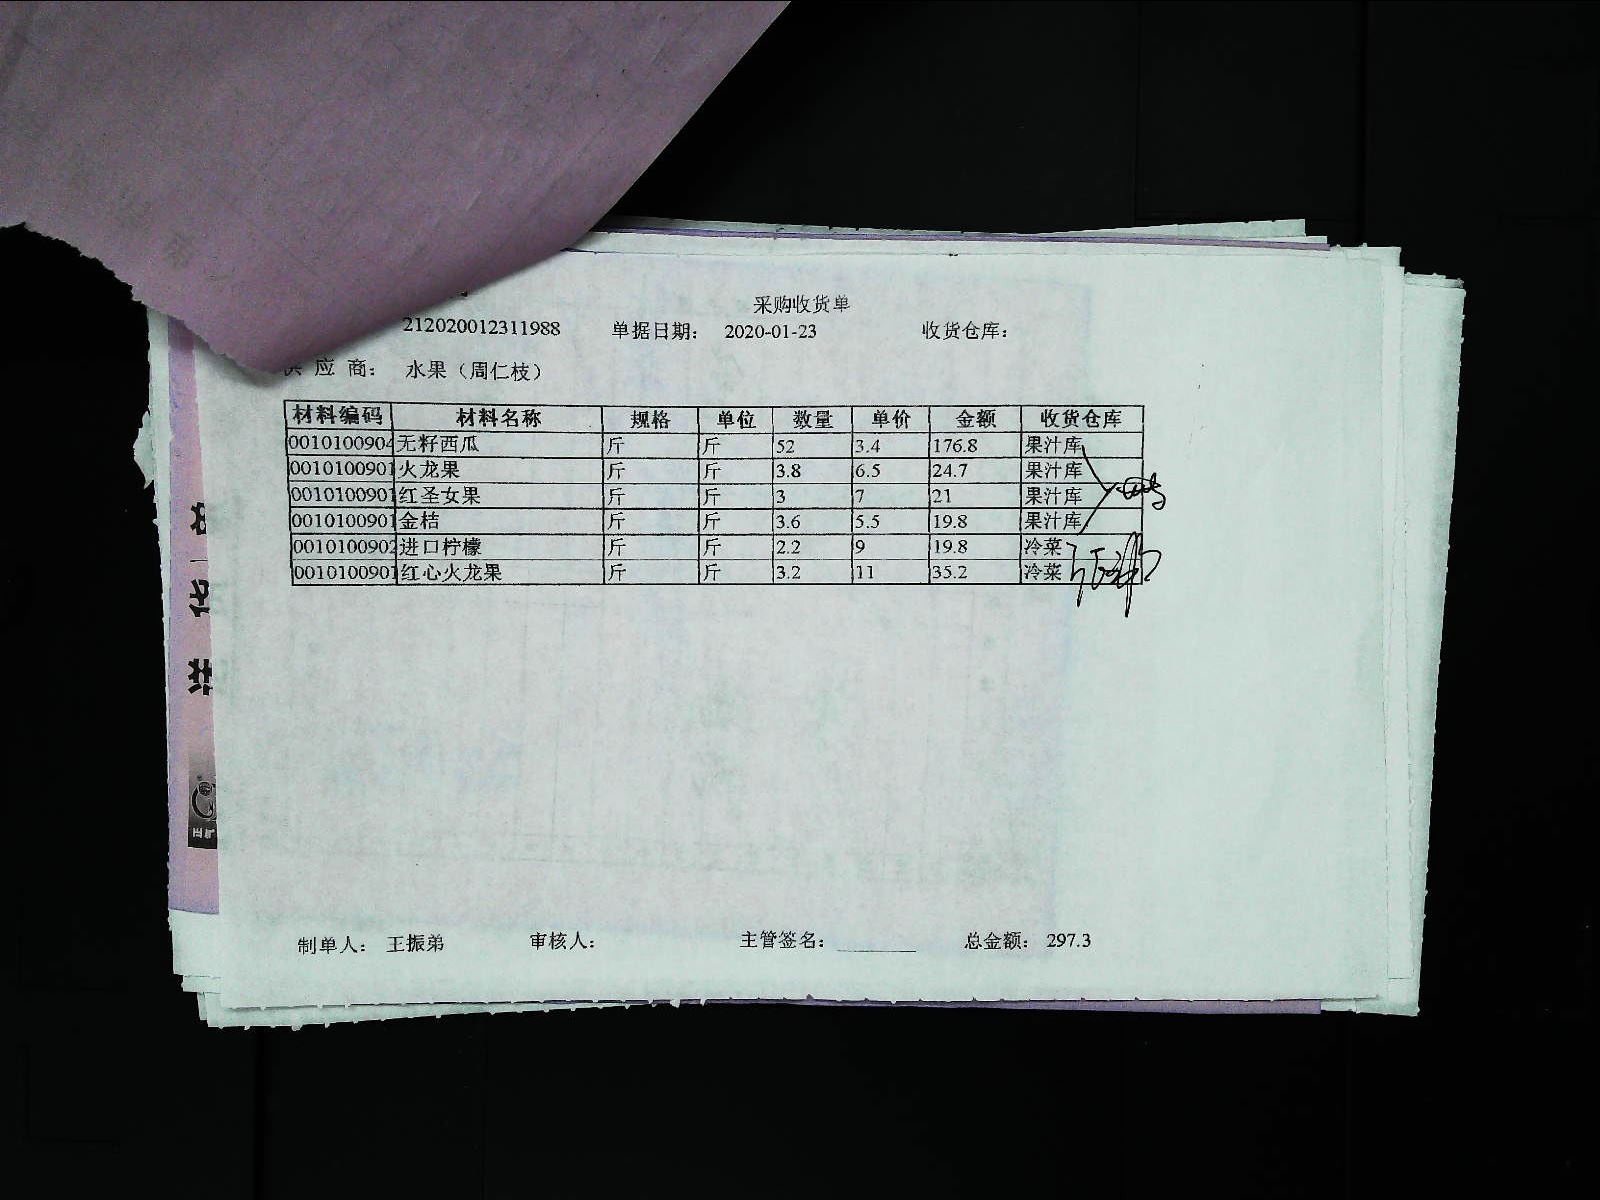 采购收货单
212020012311988 单据日期： 2020-01-23 收货仓库：
供 应 商： 水果（周仁枝）
材料编码 材料名称 规格 单位 数量 单价 金额 收货仓库
0010100904 无籽西瓜 斤 斤 52 3.4 176.8 果汁库
0010100901 火龙果 斤 斤 3.8 6.5 24.7 果汁库
0010100901 红圣女果 斤 斤 3 7 21 果汁库
0010100901 金桔 斤 斤 3.6 5.5 19.8 果汁库
0010100902 进口柠檬 斤 斤 2.2 9 19.8 冷菜
0010100901 红心火龙果 斤 斤 3.2 11 35.2 冷菜
制单人： 王振弟 审核人： 主管签名： 总金额： 297.3